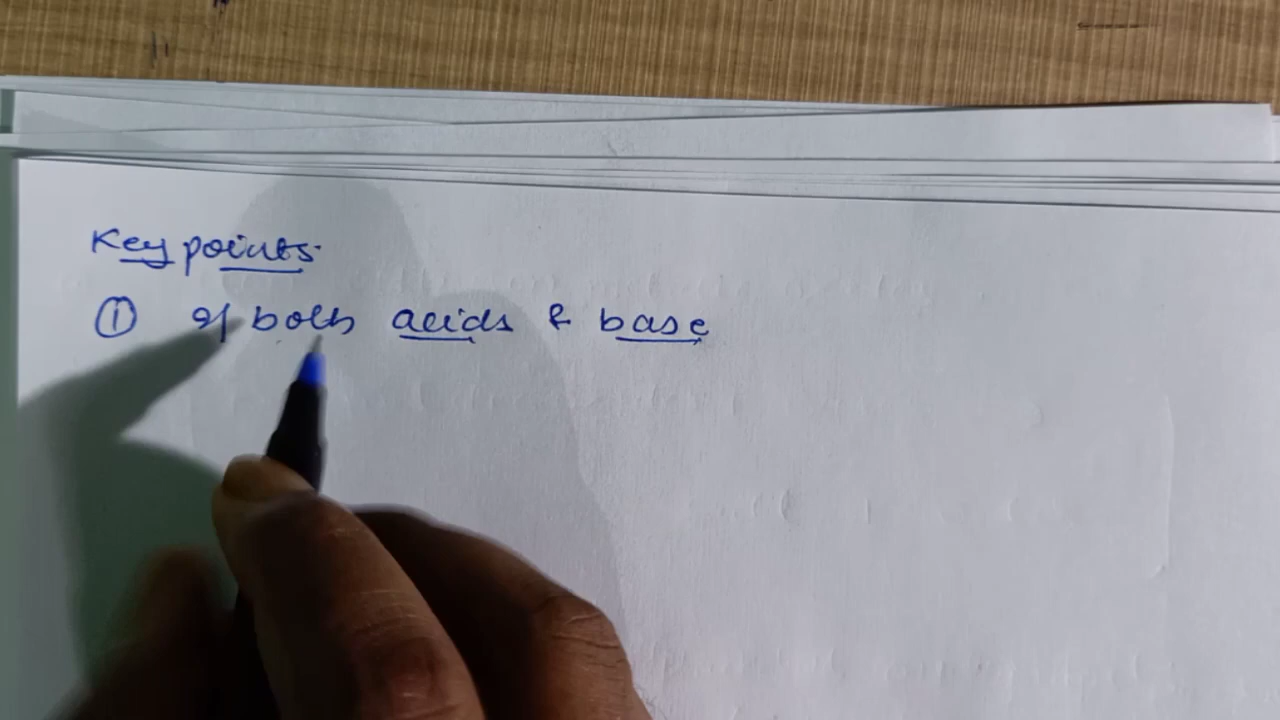 Key points.
① If both acids & base